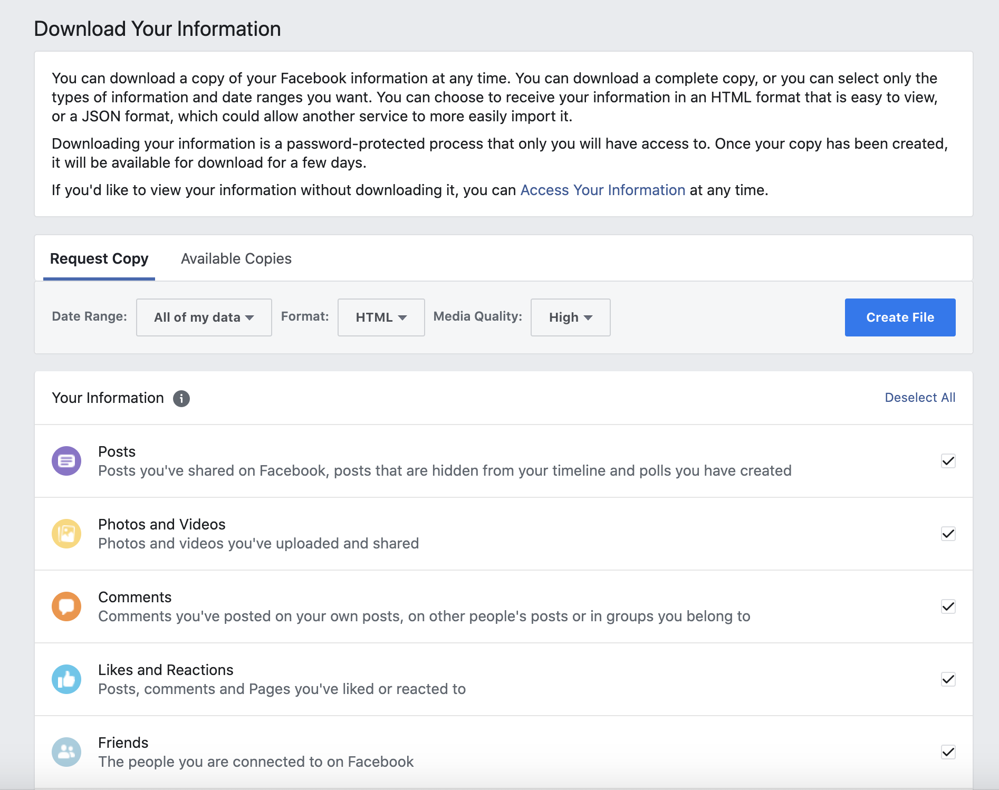 Download Your Information
You can download a copy of your Facebook information at any time. You can download a complete copy, or you can select only the
types of information and date ranges you want. You can choose to receive your information in an HTML format that is easy to view,
or a JSON format, which could allow another service to more easily import it.
Downloading your information is a password-protected process that only you will have access to. Once your copy has been created,
it will be available for download for a few days.
If you'd like to view your information without downloading it, you can Access Your Information at any time.
Request Copy Available Copies
Date Range: All of my data Format: HTML Media Quality: High Create File
Your Information Deselect All
Posts
Posts you've shared on Facebook, posts that are hidden from your timeline and polls you have created
Photos and Videos
Photos and videos you've uploaded and shared
Comments
Comments you've posted on your own posts, on other people's posts or in groups you belong to
Likes and Reactions
Posts, comments and Pages you've liked or reacted to
Friends
The people you are connected to on Facebook